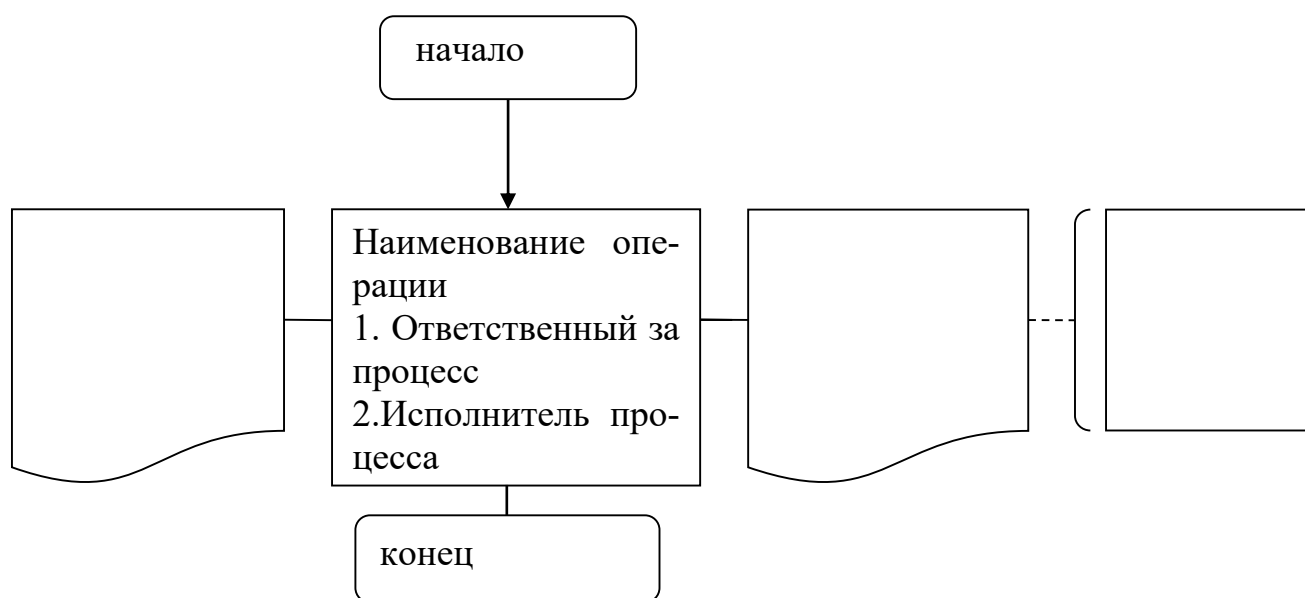 начало
Наименование опе-
рации
1. Ответственный за
процесс
2.Исполнитель про-
цесса
конец